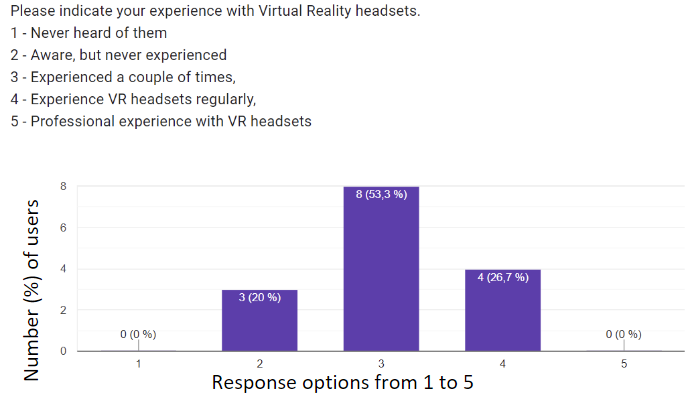 Please indicate your experience with Virtual Reality headsets.
1 - Never heard of them
2 - Aware, but never experienced
3 - Experienced a couple of times,
4 - Experience VR headsets regularly,
5 - Professional experience with VR headsets
Number (%) of users
8
6
4
2
0
0 (0 %)
3 (20 %)
8 (53,3 %)
4 (26,7 %)
0 (0 %)
1
2
3
4
5
Response options from 1 to 5